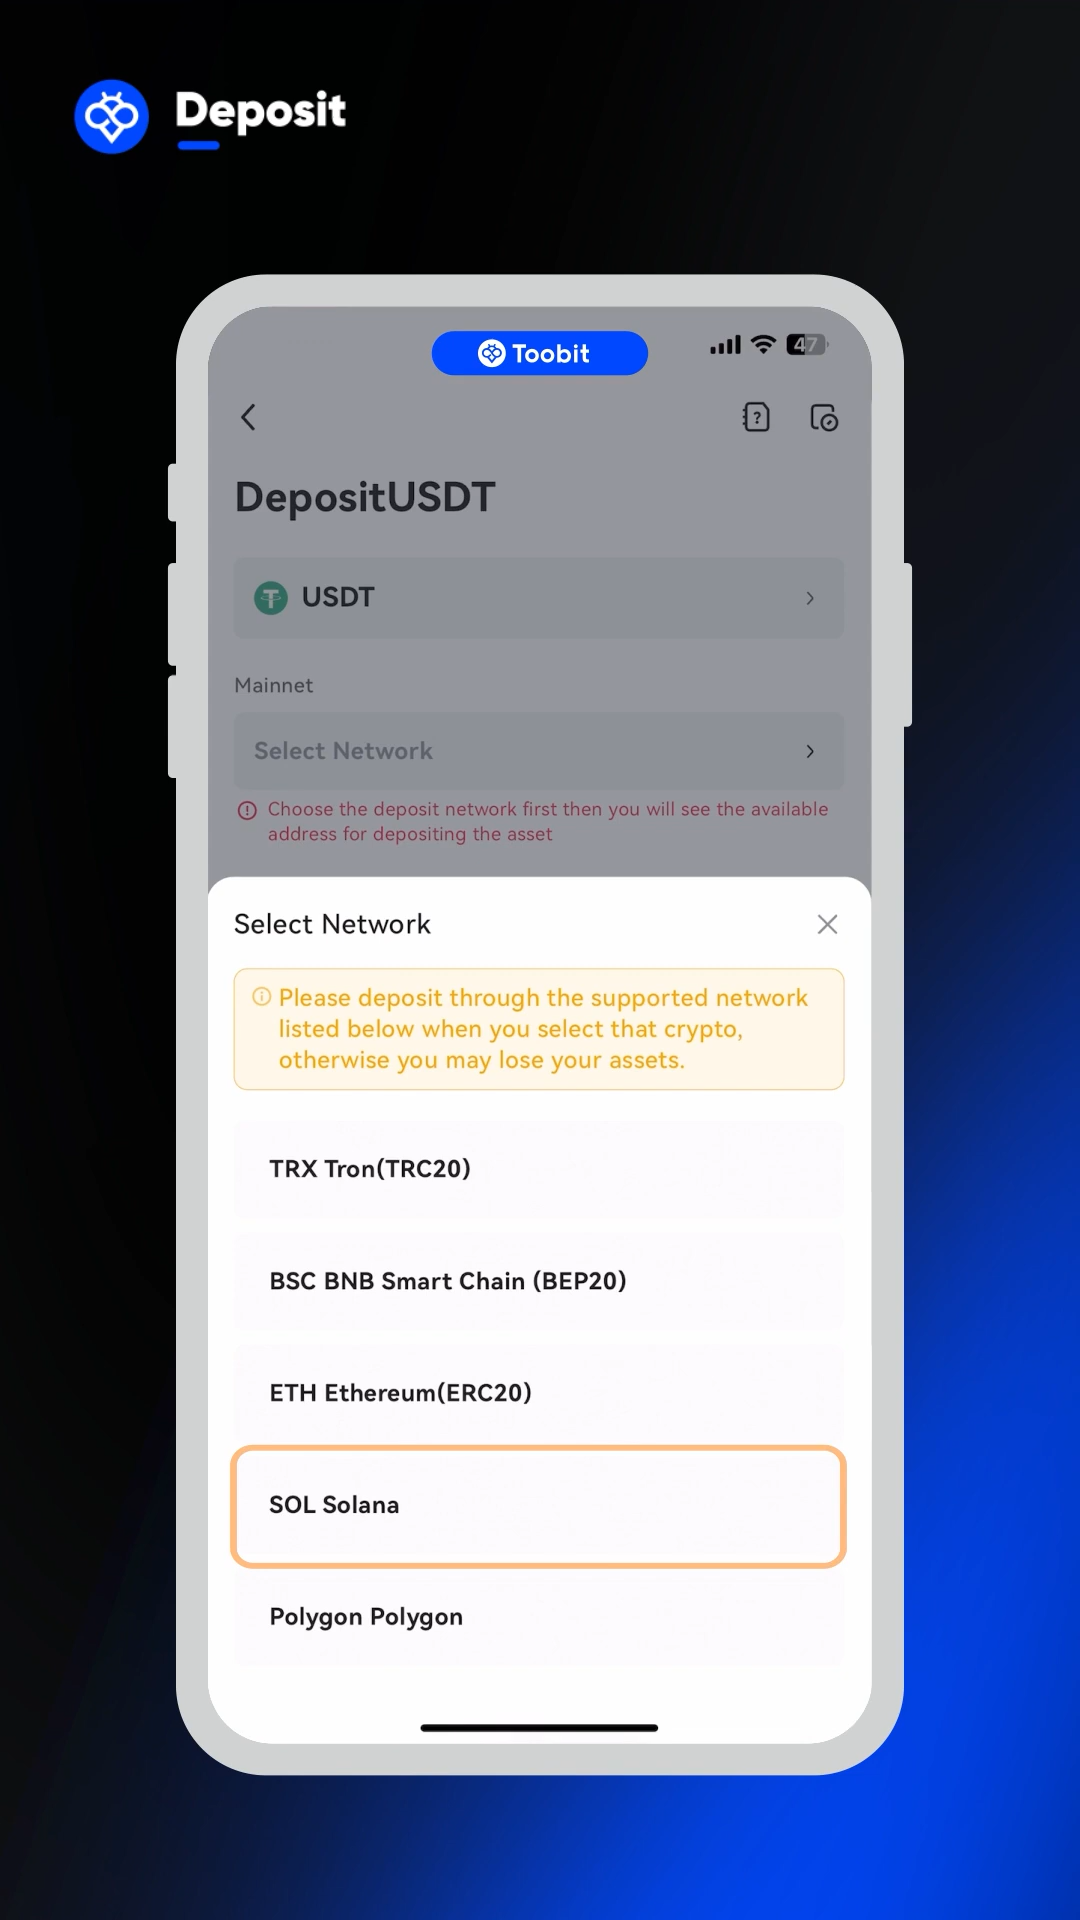 Deposit
Toobit
47
DepositUSDT
USDT
Mainnet
Select Network
Choose the deposit network first then you will see the available
address for depositing the asset
Select Network
Please deposit through the supported network
listed below when you select that crypto,
otherwise you may lose your assets.
TRX Tron(TRC20)
BSC BNB Smart Chain (BEP20)
ETH Ethereum(ERC20)
SOL Solana
Polygon Polygon